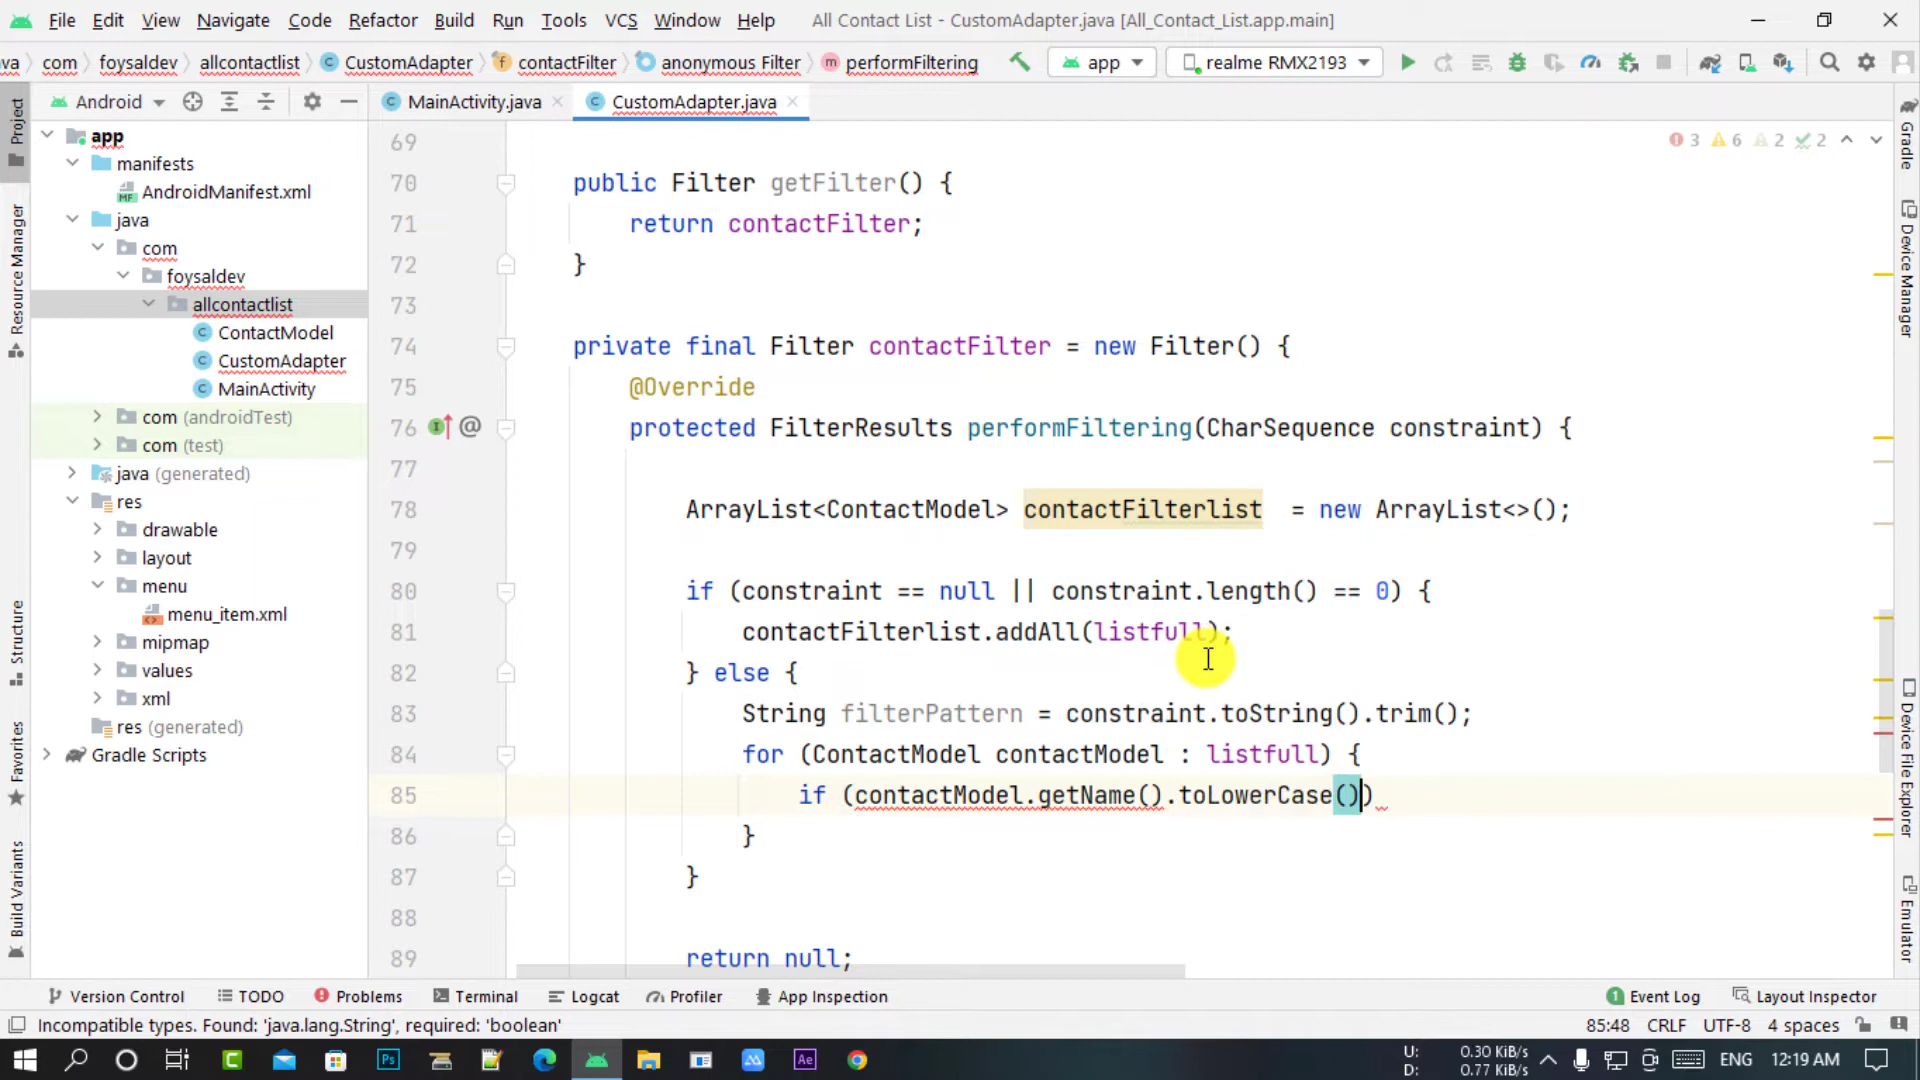 File Edit View Navigate Code Refactor Build Run Tools VCS Window Help All Contact List - CustomAdapter.java [All_Contact_List.app.main]
va com foysaldev allcontactlist CustomAdapter contactFilter anonymous Filter performFiltering app realme RMX2193
Android MainActivity.java CustomAdapter.java
Project
Resource Manager
Structure
Favorites
Build Variants
app
manifests
AndroidManifest.xml
java
com
foysaldev
allcontactlist
ContactModel
CustomAdapter
MainActivity
com (androidTest)
com (test)
java (generated)
res
drawable
layout
menu
menu_item.xml
mipmap
values
xml
res (generated)
Gradle Scripts
3 6 2 2
69
70 public Filter getFilter() {
71 return contactFilter;
72 }
73
74 private final Filter contactFilter = new Filter() {
75 @Override
76 @ protected FilterResults performFiltering(CharSequence constraint) {
77
78 ArrayList<ContactModel> contactFilterlist = new ArrayList<>();
79
80 if (constraint == null || constraint.length() == 0) {
81 contactFilterlist.addAll(listfull);
82 } else {
83 String filterPattern = constraint.toString().trim();
84 for (ContactModel contactModel : listfull) {
85 if (contactModel.getName().toLowerCase())
86 }
87 }
88
89 return null;
Gradle
Device Manager
Device File Explorer
Emulator
Version Control TODO Problems Terminal Logcat Profiler App Inspection 1 Event Log Layout Inspector
Incompatible types. Found: 'java.lang.String', required: 'boolean' 85:48 CRLF UTF-8 4 spaces
U: 0.30 KiB/s
D: 0.77 KiB/s
ENG 12:19 AM